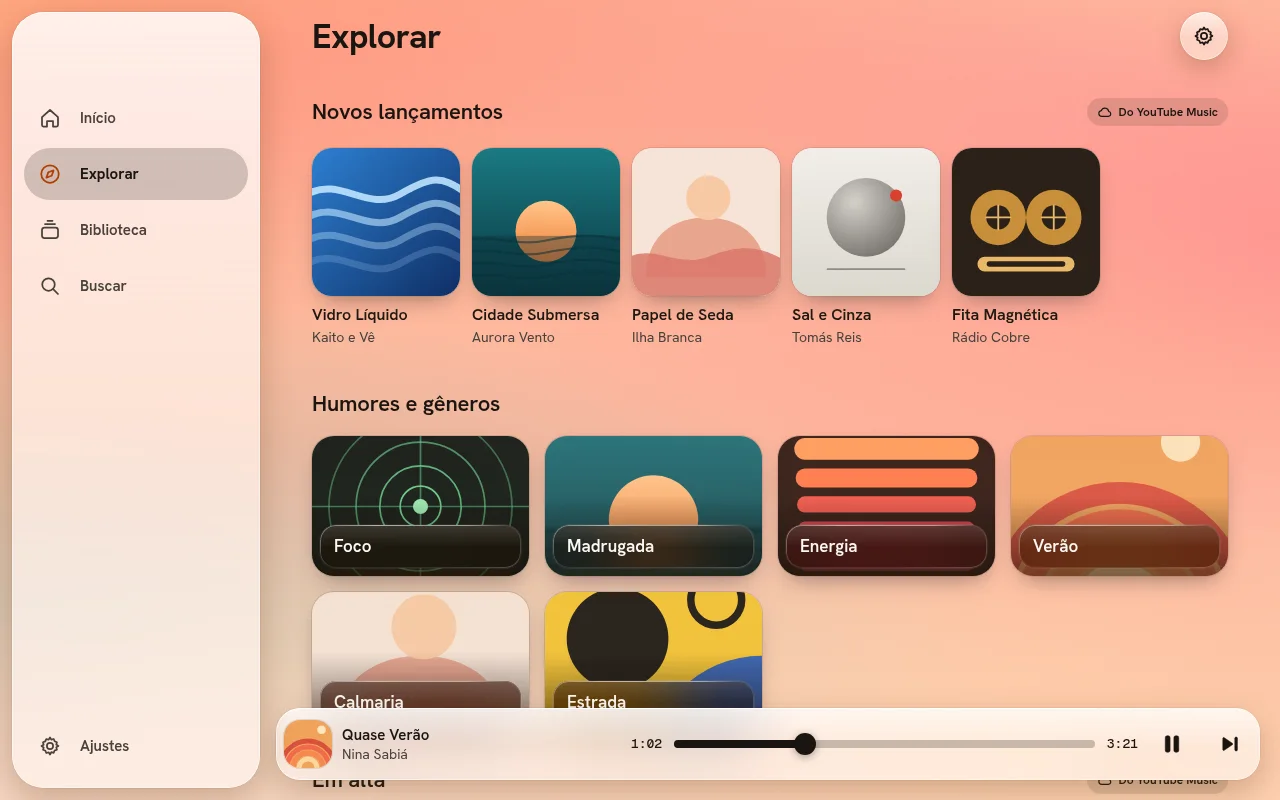 Explorar
Início
Explorar
Biblioteca
Buscar
Ajustes
Novos lançamentos
Do YouTube Music
Vidro Líquido
Kaito e Vê
Cidade Submersa
Aurora Vento
Papel de Seda
Ilha Branca
Sal e Cinza
Tomás Reis
Fita Magnética
Rádio Cobre
Humores e gêneros
Foco
Madrugada
Energia
Verão
Calmaria
Estrada
Quase Verão
Nina Sabiá
1:02
3:21
Em alta
Do YouTube Music